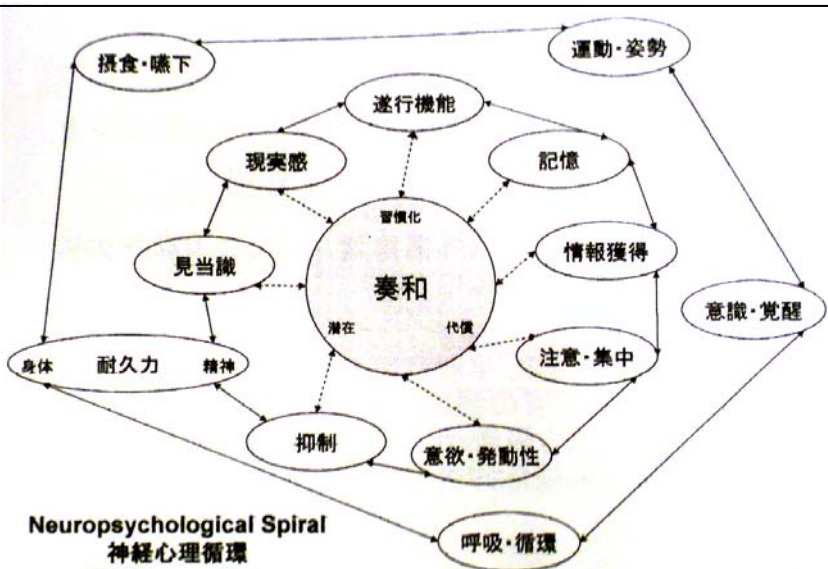 摂食・嚥下
運動・姿勢
遂行機能
現実感
記憶
習慣化
見当識
情報獲得
奏和
意識・覚醒
潜在
代償
注意・集中
身体 耐久力 精神
抑制
意欲・発動性
Neuropsychological Spiral
神経心理循環
呼吸・循環